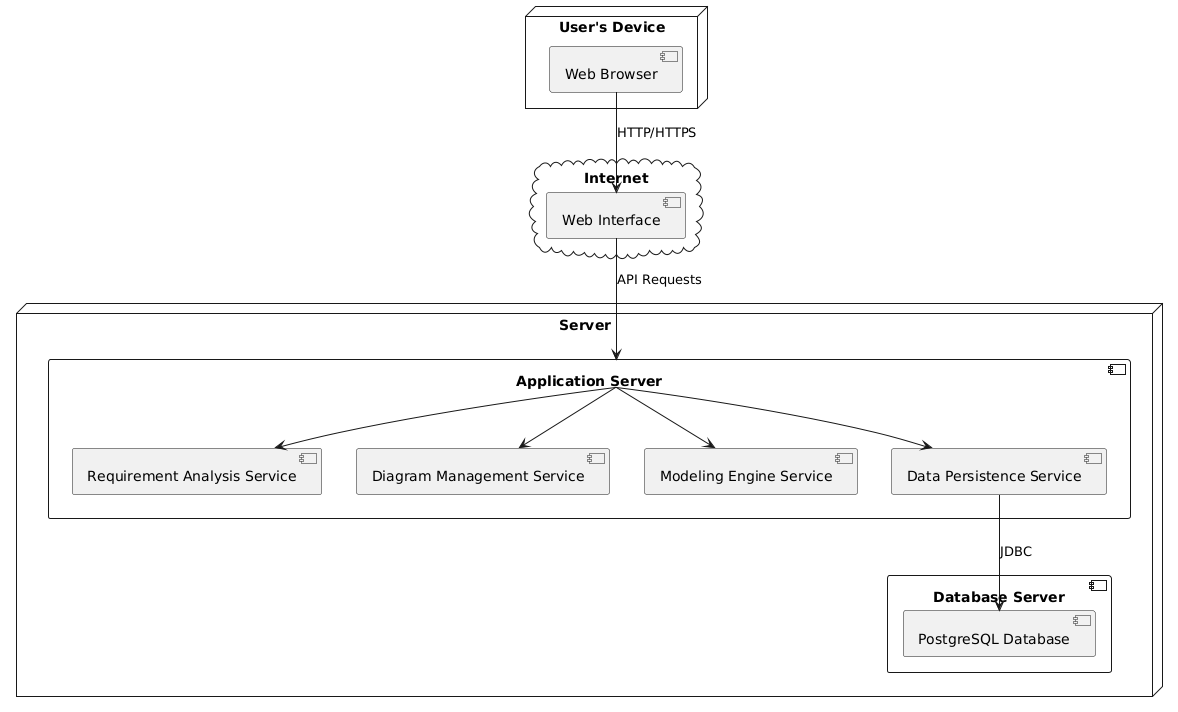 User's Device
Web Browser
HTTP/HTTPS
Internet
Web Interface
API Requests
Server
Application Server
Requirement Analysis Service
Diagram Management Service
Modeling Engine Service
Data Persistence Service
JDBC
Database Server
PostgreSQL Database